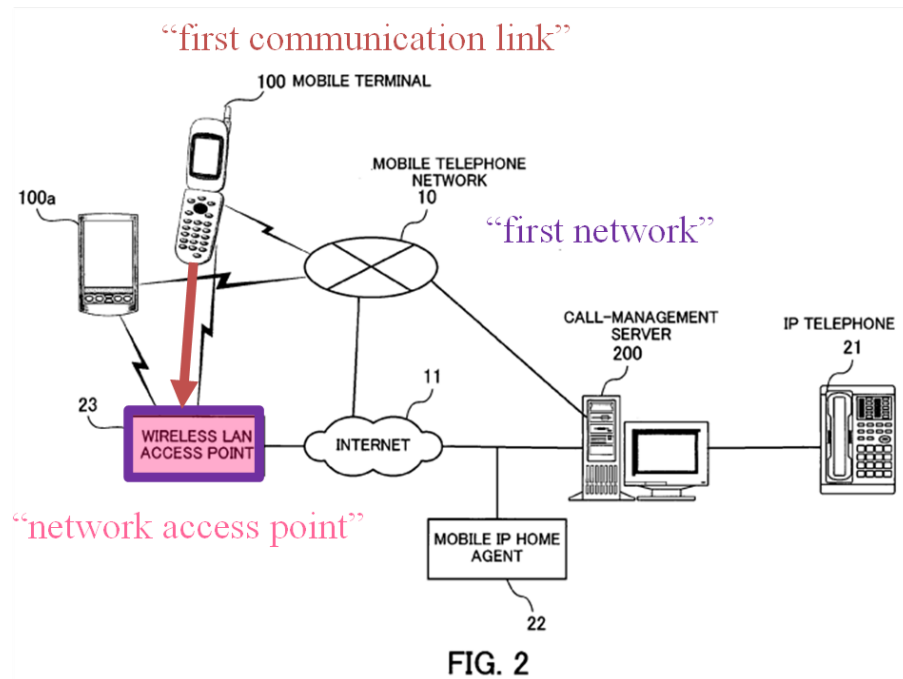 “first communication link”
100 MOBILE TERMINAL
MOBILE TELEPHONE
NETWORK
10
100a
“first network”
CALL-MANAGEMENT
SERVER
200
IP TELEPHONE
21
11
23
WIRELESS LAN
ACCESS POINT
INTERNET
“network access point”
MOBILE IP HOME
AGENT
22
FIG. 2